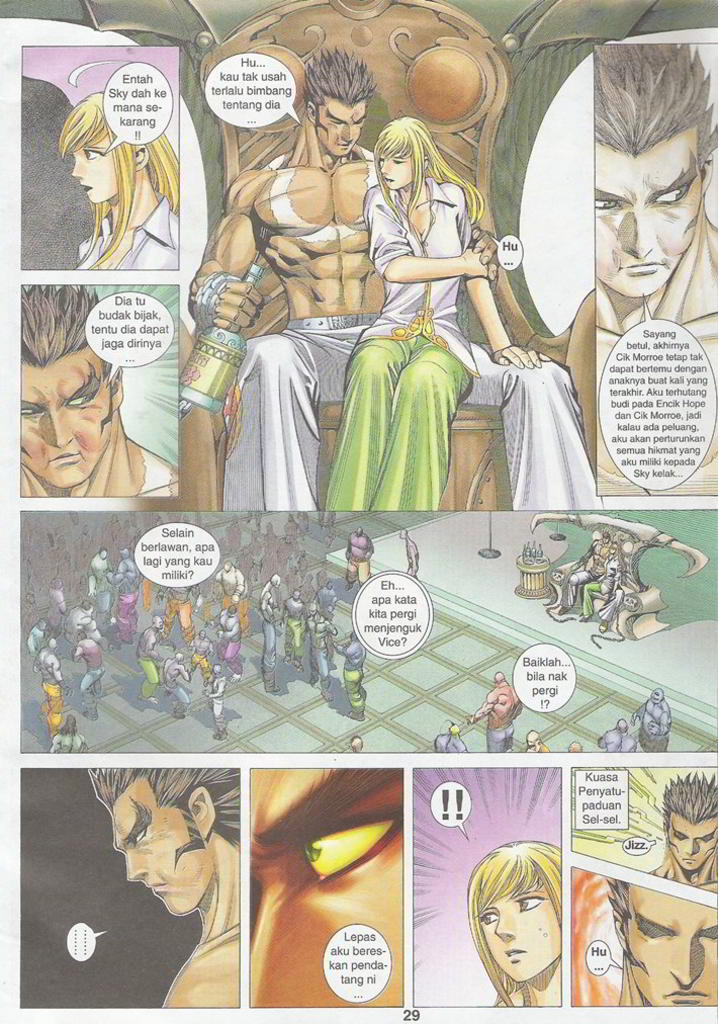 Entah
Sky dah ke
mana se-
karang
!!
Hu...
kau tak usah
terlalu bimbang
tentang dia
...
Hu
...
Dia tu
budak bijak,
tentu dia dapat
jaga dirinya
...
Sayang
betul, akhirnya
Cik Morroe tetap tak
dapat bertemu dengan
anaknya buat kali yang
terakhir. Aku terhutang
budi pada Encik Hope
dan Cik Morroe, jadi
kalau ada peluang,
aku akan perturunkan
semua hikmat yang
aku miliki kepada
Sky kelak...
Selain
berlawan, apa
lagi yang kau
miliki?
Eh...
apa kata
kita pergi
menjenguk
Vice?
Baiklah...
bila nak
pergi
!?
............
Lepas
aku beres-
kan penda-
tang ni
...
!!
Kuasa
Penyatu-
paduan
Sel-sel.
Jizz.
Hu
...
29